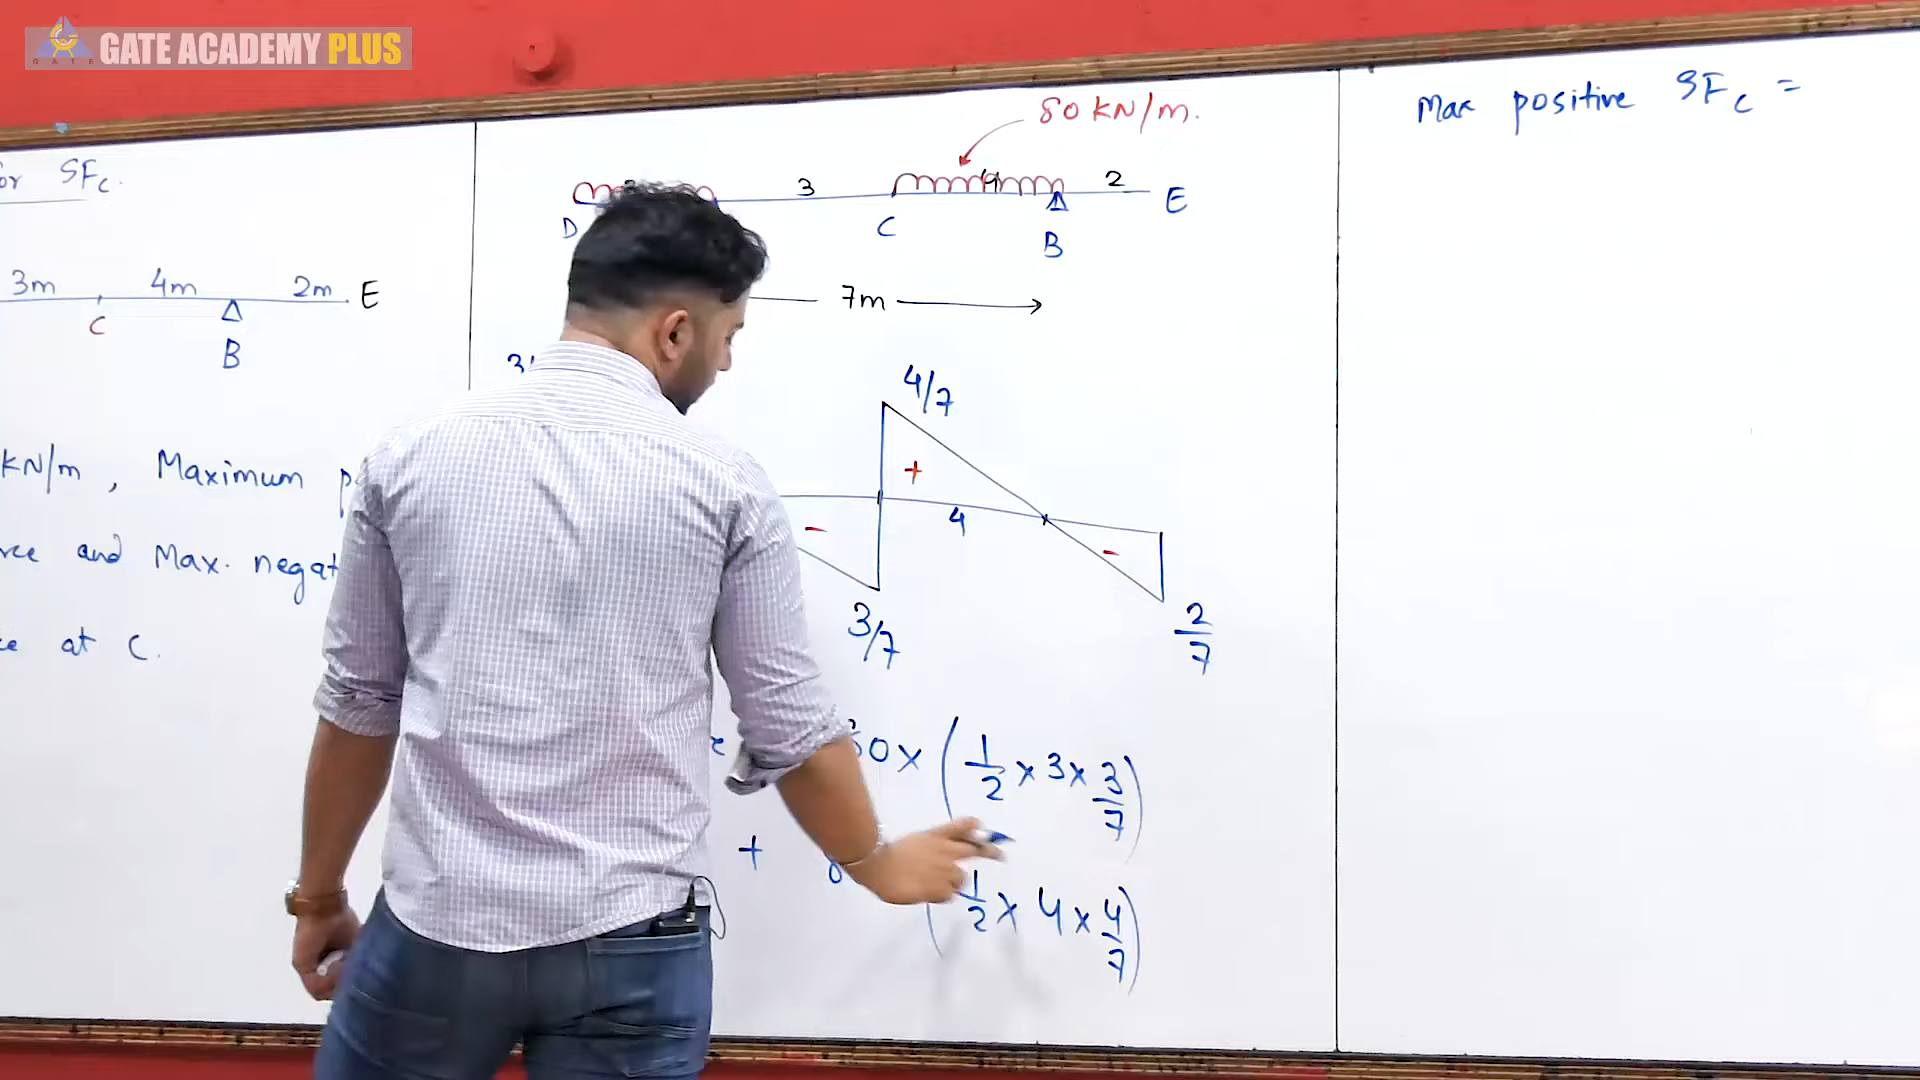 GATE ACADEMY PLUS
GATE
or SFc.
3m 4m 2m E
C
B
kN/m , Maximum
and Max. negat
at C.
80 kN/m.
3 4 2
D C B E
7m
4/7
+
-
4
-
3/7
2/7
0 x (1/2 x 3 x 3/7)
+ (1/2 x 4 x 4/7)
Max positive SFc =